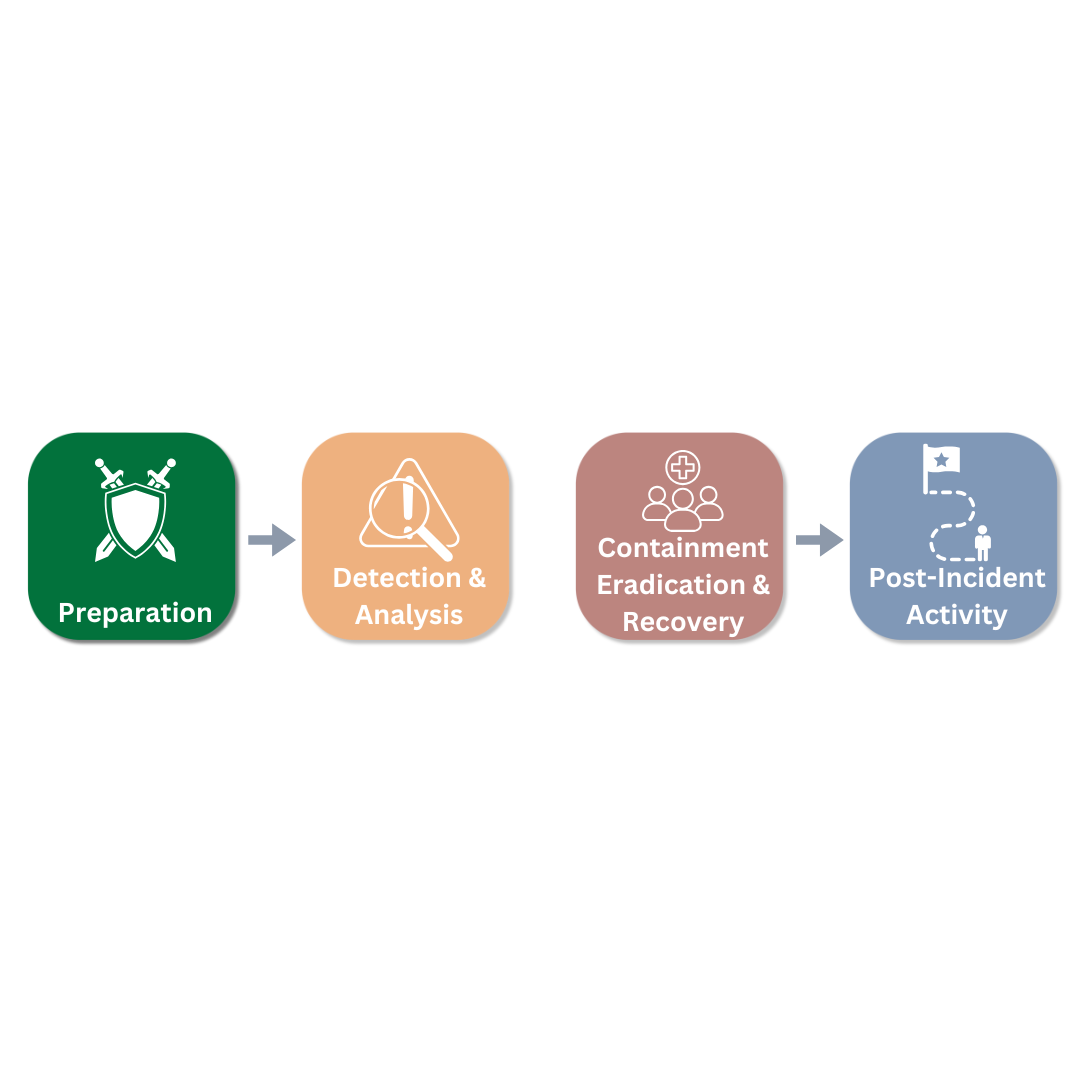 Preparation
Detection &
Analysis
Containment
Eradication &
Recovery
Post-Incident
Activity